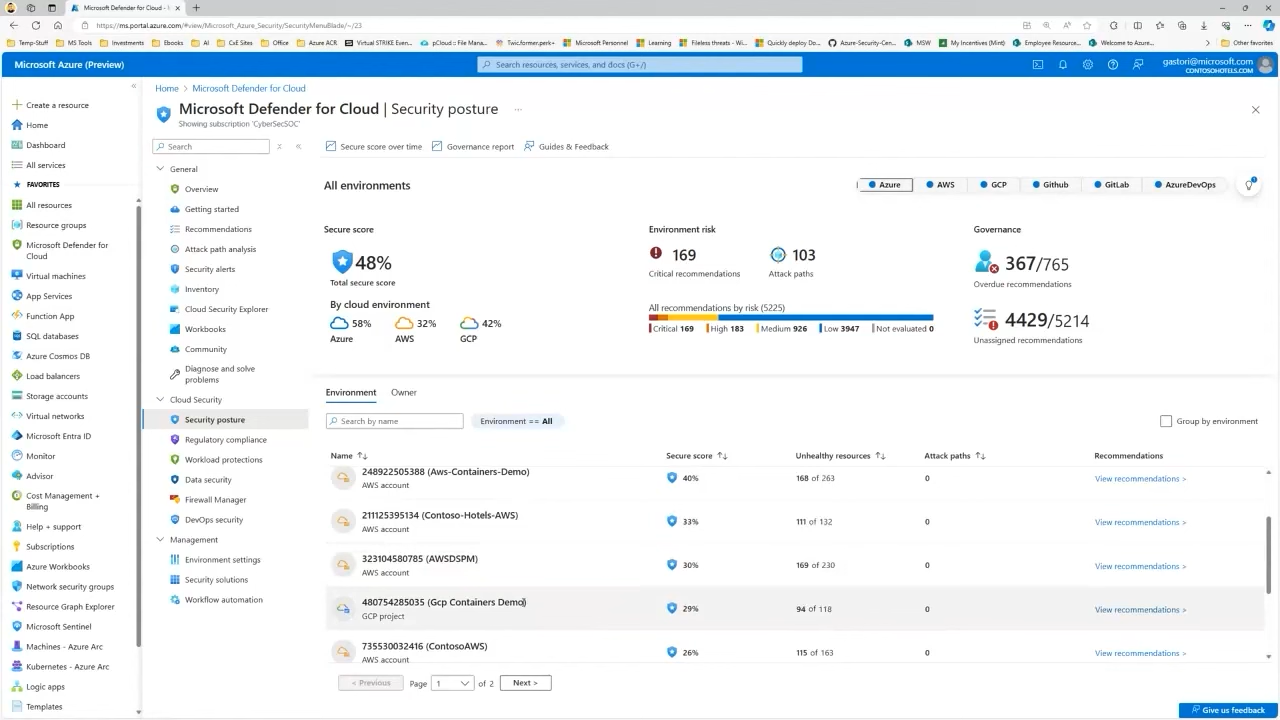 Microsoft Defender for Cloud - 
https://ms.portal.azure.com/#view/Microsoft_Azure_Security/SecurityMenuBlade/~/23
Temp-Stuff MS Tools Investments Ebooks AI CxE Sites Office Azure ACR Virtual STRIKE Even... pCloud :: File Mana... Twic.former.perk+ Microsoft Personnel Learning Fileless threats - Wi... Quickly deploy Do... Azure-Security-Cen... MSW My Incentives (Mint) Employee Resource... Welcome to Azure... Other favorites
Microsoft Azure (Preview)
Search resources, services, and docs (G+/)
gastori@microsoft.com
CONTOSOHOTELS.COM
Create a resource
Home
Dashboard
All services
FAVORITES
All resources
Resource groups
Microsoft Defender for
Cloud
Virtual machines
App Services
Function App
SQL databases
Azure Cosmos DB
Load balancers
Storage accounts
Virtual networks
Microsoft Entra ID
Monitor
Advisor
Cost Management +
Billing
Help + support
Subscriptions
Azure Workbooks
Network security groups
Resource Graph Explorer
Microsoft Sentinel
Machines - Azure Arc
Kubernetes - Azure Arc
Logic apps
Templates
Home > Microsoft Defender for Cloud
Microsoft Defender for Cloud | Security posture ...
Showing subscription 'CyberSecSOC'
Search
General
Overview
Getting started
Recommendations
Attack path analysis
Security alerts
Inventory
Cloud Security Explorer
Workbooks
Community
Diagnose and solve
problems
Cloud Security
Security posture
Regulatory compliance
Workload protections
Data security
Firewall Manager
DevOps security
Management
Environment settings
Security solutions
Workflow automation
Secure score over time Governance report Guides & Feedback
All environments
Azure AWS GCP Github GitLab AzureDevOps
Secure score
48%
Total secure score
By cloud environment
58% 32% 42%
Azure AWS GCP
Environment risk
169 103
Critical recommendations Attack paths
All recommendations by risk (5225)
Critical 169 High 183 Medium 926 Low 3947 Not evaluated 0
Governance
367/765
Overdue recommendations
4429/5214
Unassigned recommendations
Environment Owner
Search by name Environment == All Group by environment
Name Secure score Unhealthy resources Attack paths Recommendations
248922505388 (Aws-Containers-Demo)
AWS account
40% 168 of 263 0 View recommendations >
211125395134 (Contoso-Hotels-AWS)
AWS account
33% 111 of 132 0 View recommendations >
323104580785 (AWSDSPM)
AWS account
30% 169 of 230 0 View recommendations >
480754285035 (Gcp Containers Demo)
GCP project
29% 94 of 118 0 View recommendations >
735530032416 (ContosoAWS)
AWS account
26% 115 of 163 0 View recommendations >
< Previous Page 1 of 2 Next >
Give us feedback